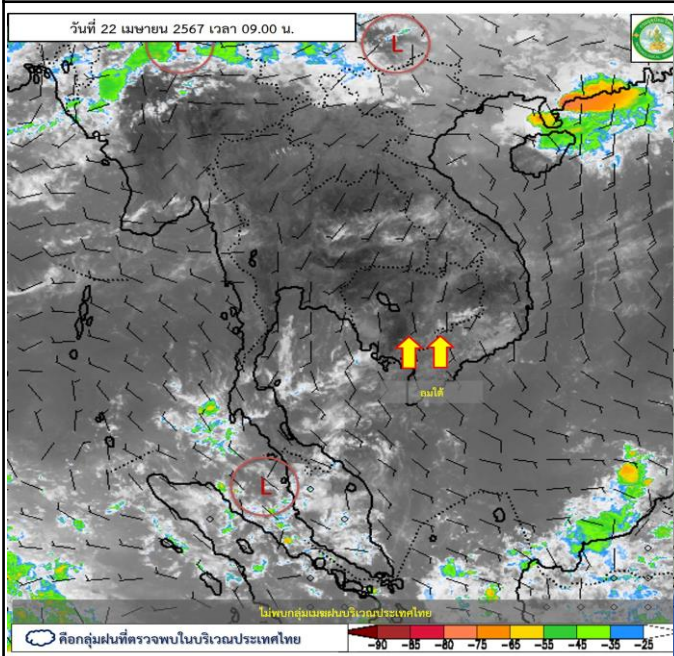 วันที่ 22 เมษายน 2567 เวลา 09.00 น.
L
L
ลมใต้
L
ไม่พบกลุ่มเมฆฝนบริเวณประเทศไทย
คือกลุ่มฝนที่ตรวจพบในบริเวณประเทศไทย
-90 -85 -80 -75 -65 -55 -45 -35 -25